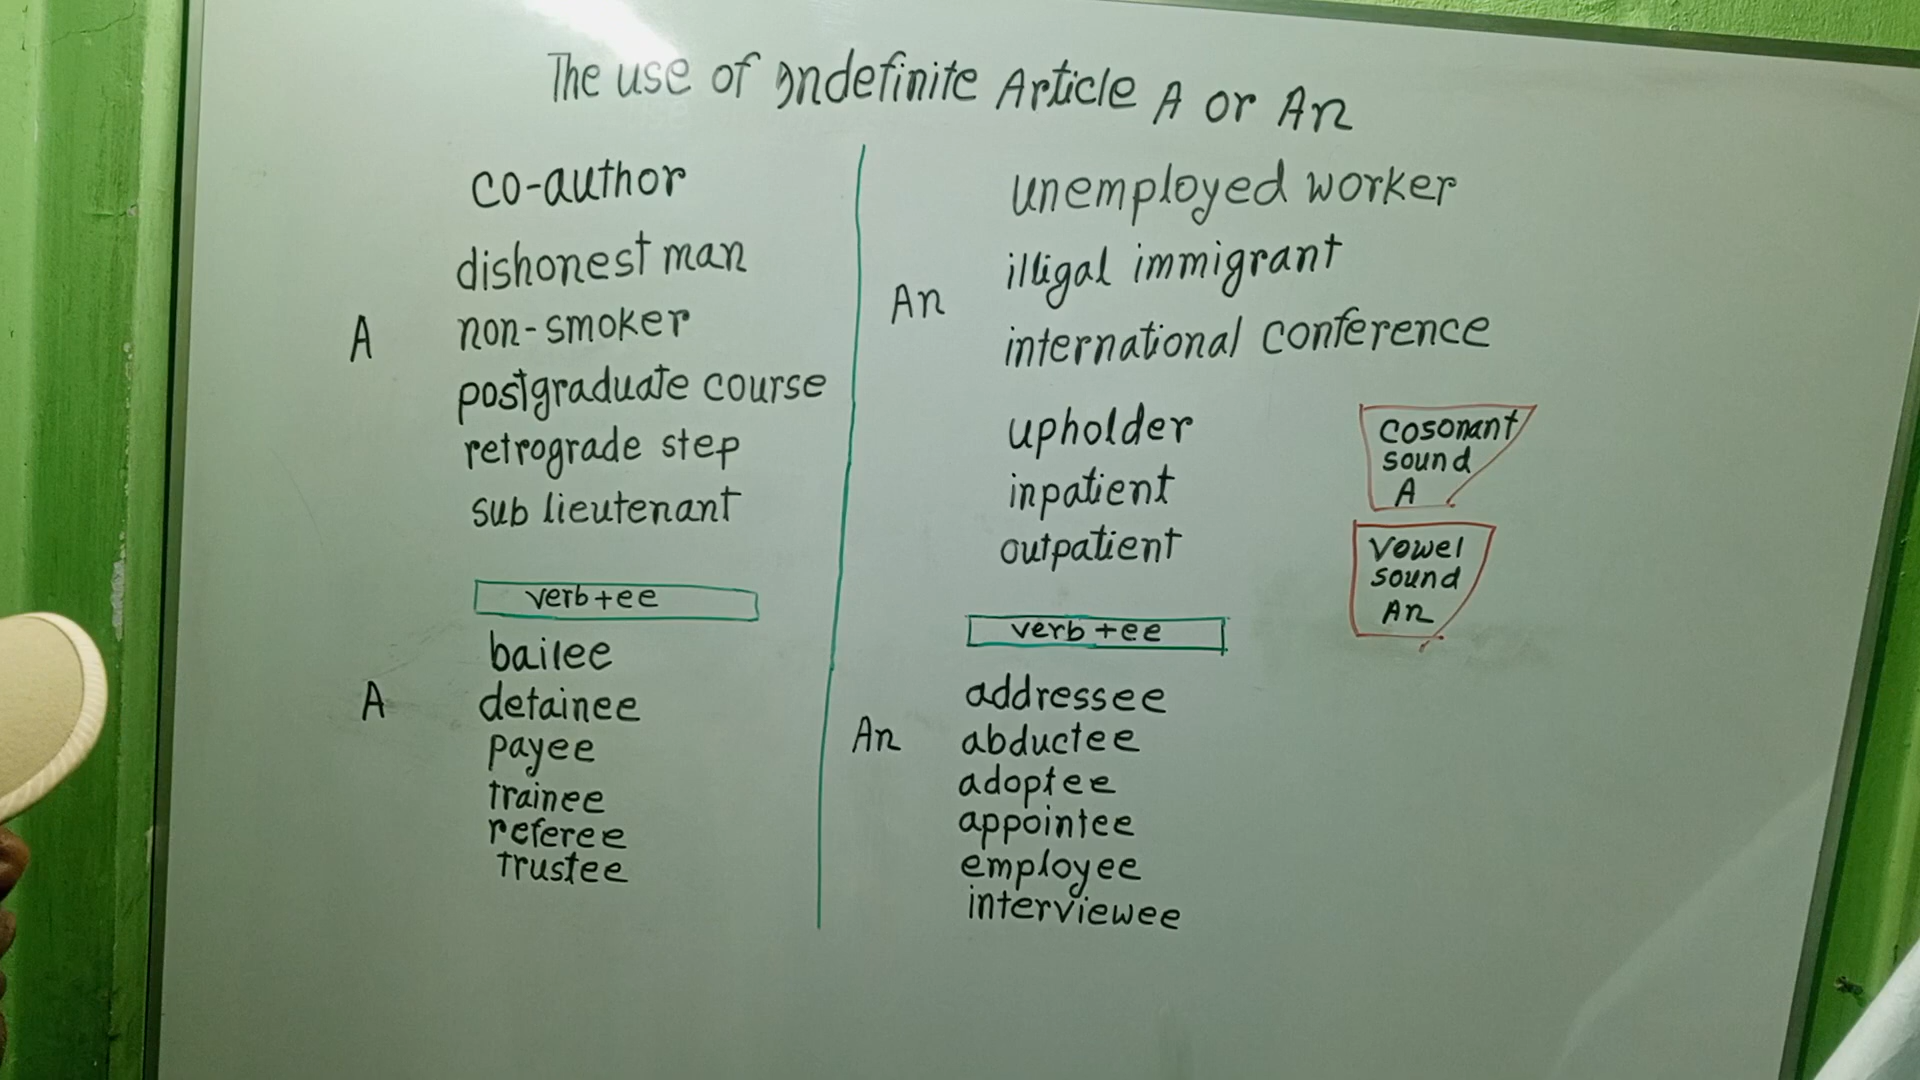 The use of Indefinite Article A or An
A
co-author
dishonest man
non-smoker
postgraduate course
retrograde step
sub lieutenant
verb+ee
A
bailee
detainee
payee
trainee
referee
trustee
An
unemployed worker
illigal immigrant
international conference
upholder
inpatient
outpatient
verb +ee
An
addressee
abductee
adoptee
appointee
employee
interviewee
cosonant
sound
A
vowel
sound
An